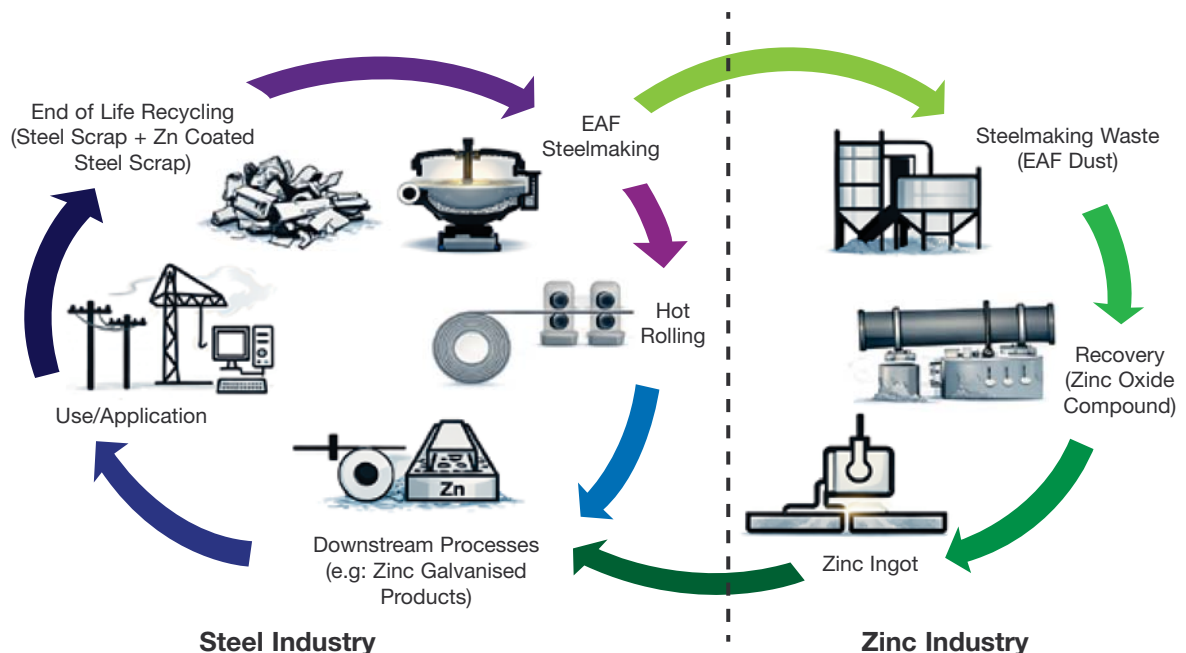 End of Life Recycling
(Steel Scrap + Zn Coated
Steel Scrap)
EAF
Steelmaking
Steelmaking Waste
(EAF Dust)
Hot
Rolling
Recovery
(Zinc Oxide
Compound)
Use/Application
Zn
Downstream Processes
(e.g: Zinc Galvanised
Products)
Zinc Ingot
Steel Industry
Zinc Industry